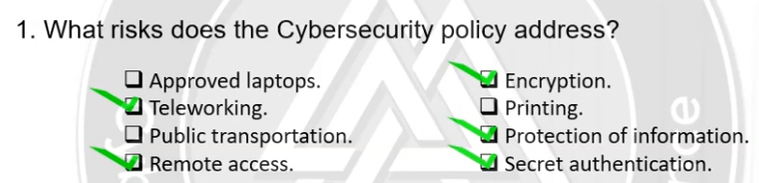 1. What risks does the Cybersecurity policy address?
Approved laptops.
Teleworking.
Public transportation.
Remote access.
Encryption.
Printing.
Protection of information.
Secret authentication.